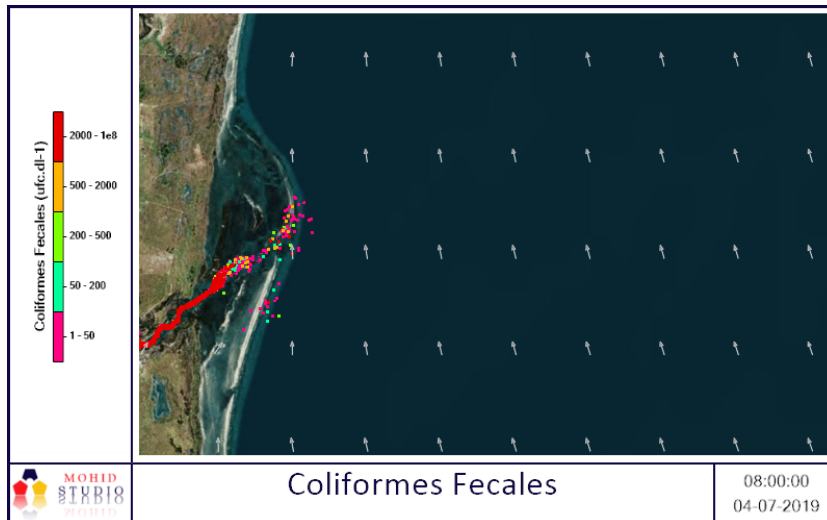 Coliformes Fecales (ufc.dl-1)
2000 - 1e8
500 - 2000
200 - 500
50 - 200
1 - 50
MOHID
STUDIO
Coliformes Fecales
08:00:00
04-07-2019